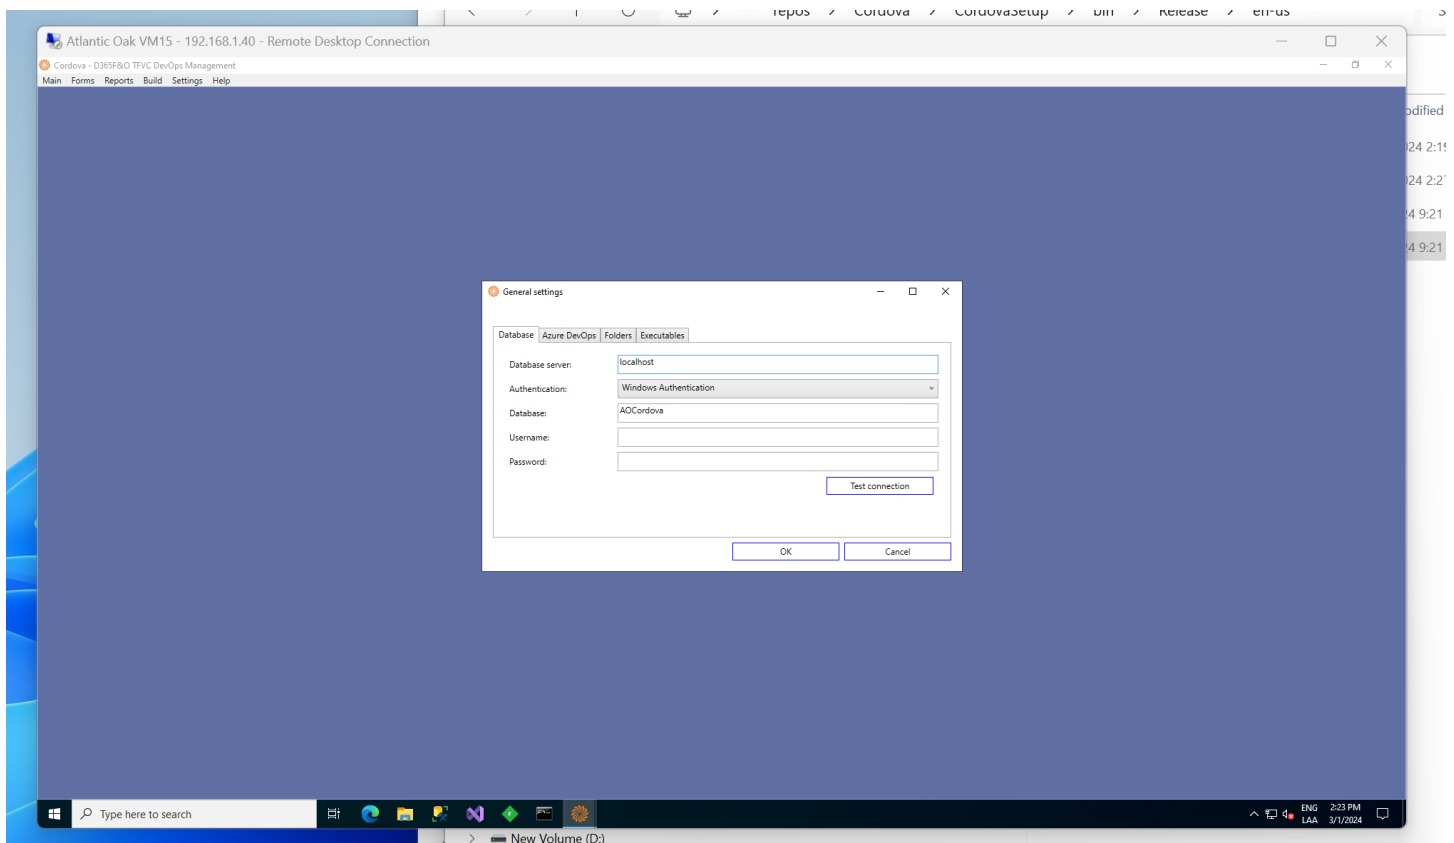 repos > Cordova > CordovaSetup > bin > Release > en-us
Atlantic Oak VM15 - 192.168.1.40 - Remote Desktop Connection
Cordova - D365F&O TFVC DevOps Management
Main Forms Reports Build Settings Help
odified
24 2:19
24 2:27
4 9:21
4 9:21
General settings
Database Azure DevOps Folders Executables
Database server: localhost
Authentication: Windows Authentication
Database: AOCordova
Username:
Password:
Test connection
OK Cancel
Type here to search
ENG 2:23 PM
LAA 3/1/2024
New Volume (D:)